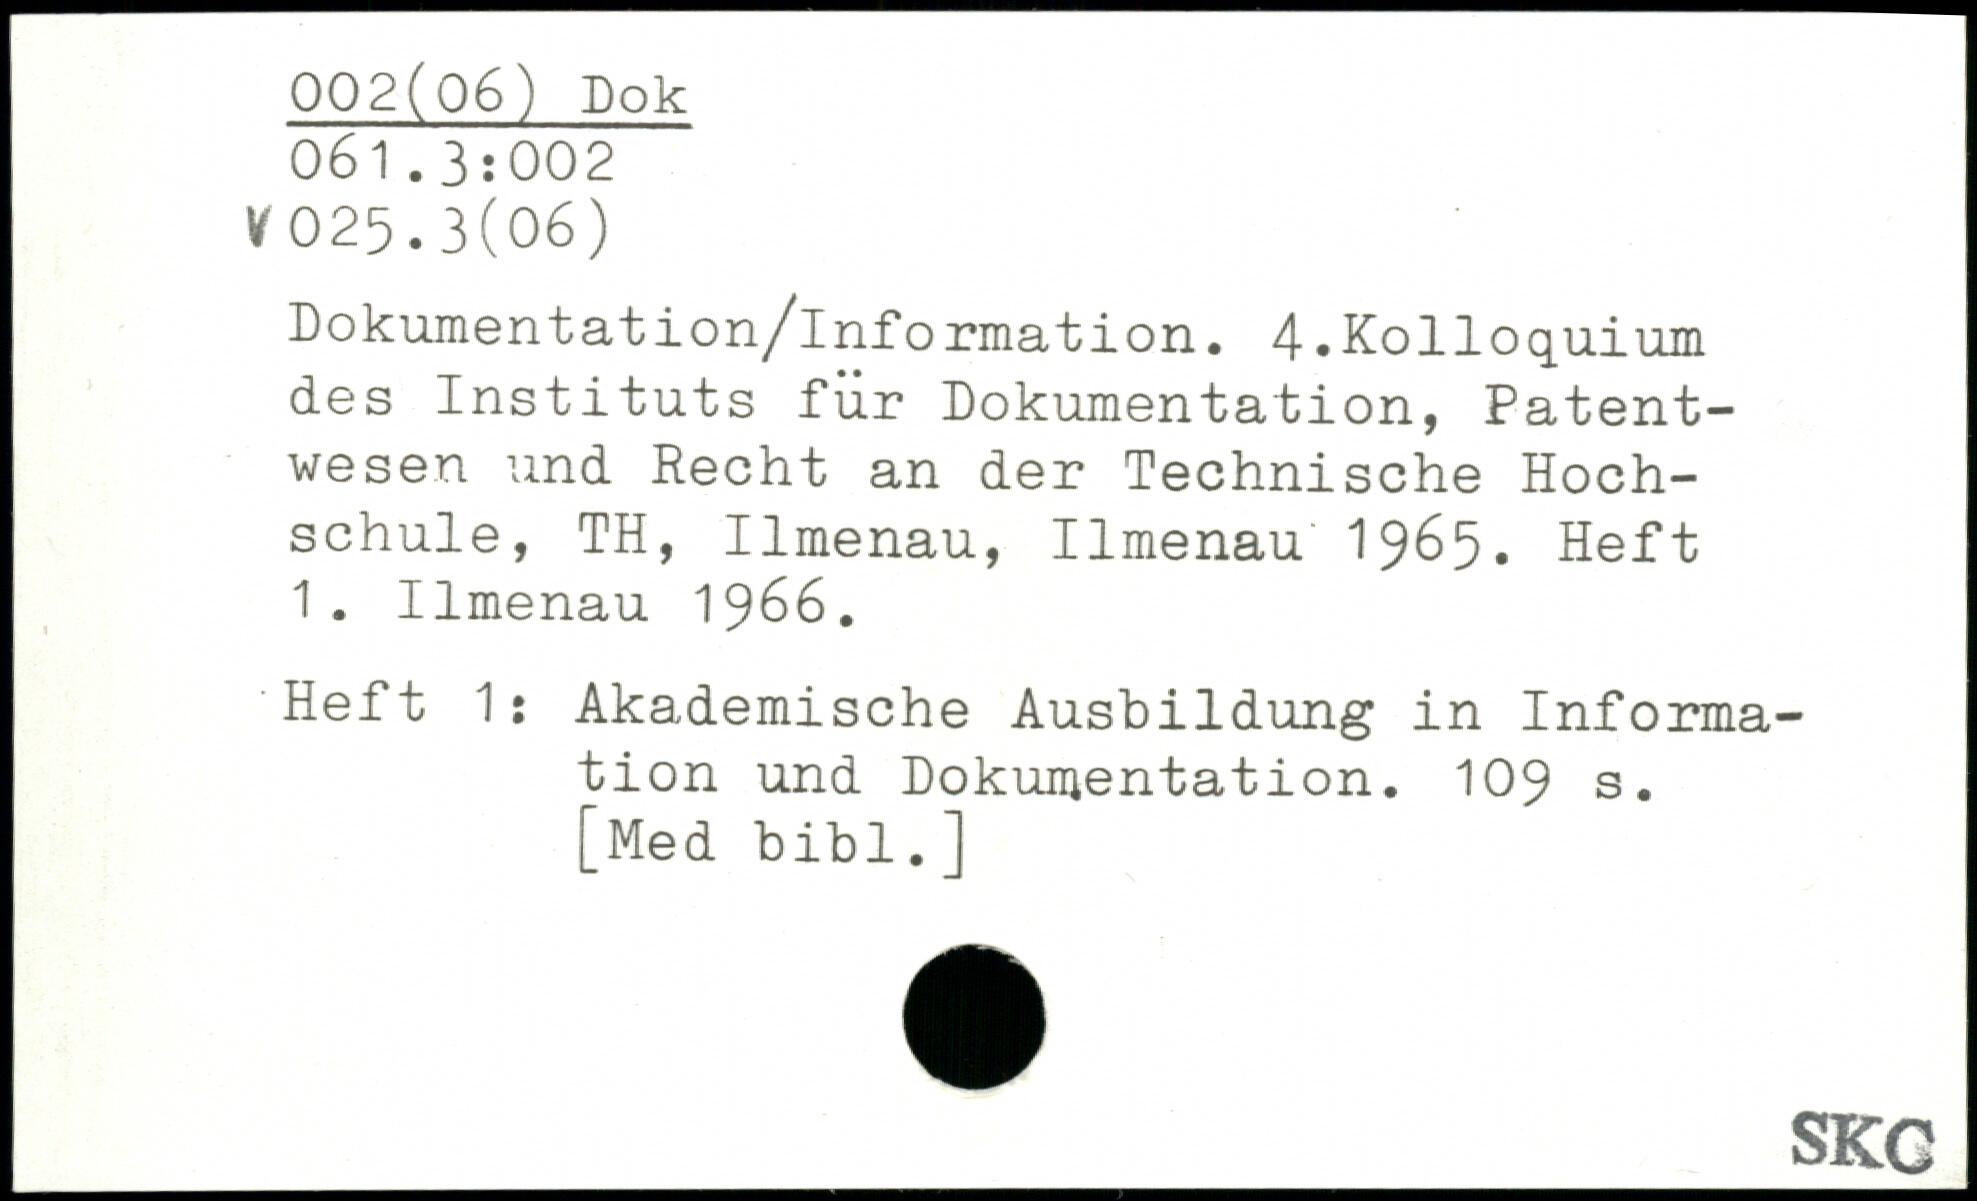 002(06) Dok
061.3:002
V 025.3(06)
Dokumentation/Information. 4.Kolloquium
des Instituts für Dokumentation, Patent-
wesen und Recht an der Technische Hoch-
schule, TH, Ilmenau, Ilmenau 1965. Heft
1. Ilmenau 1966.
Heft 1: Akademische Ausbildung in Informa-
tion und Dokumentation. 109 s.
[Med bibl.]
SKC